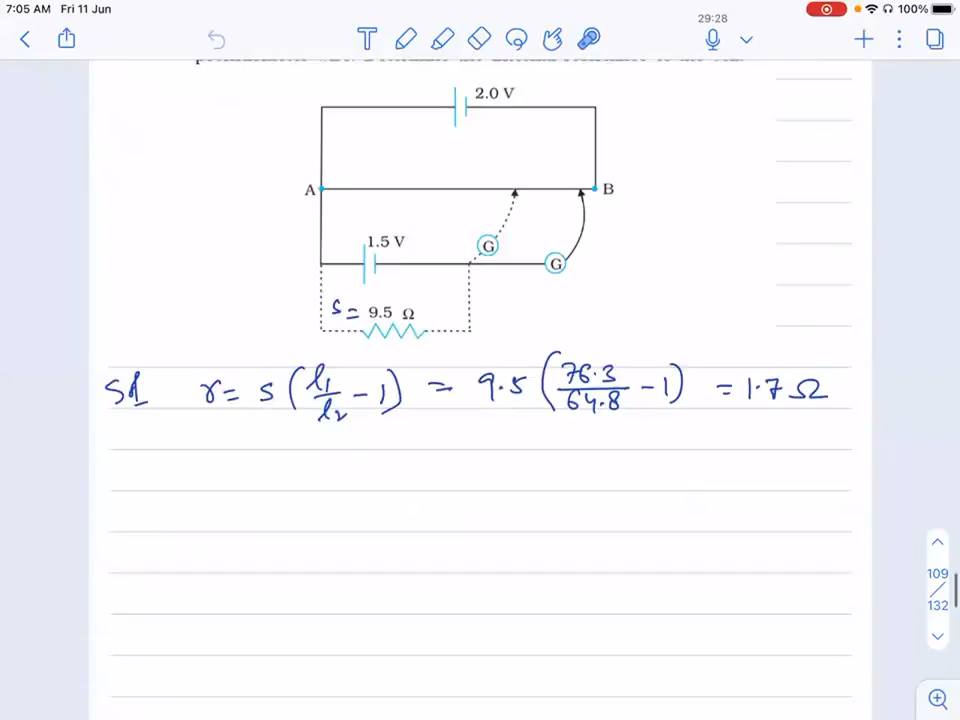 7:05 AM Fri 11 Jun
100%
29:28
T
2.0 V
A
B
1.5 V
G
G
S = 9.5 Ω
Sol r = S (l₁/l₂ - 1) = 9.5 (76.3/64.8 - 1) = 1.7 Ω
109
132